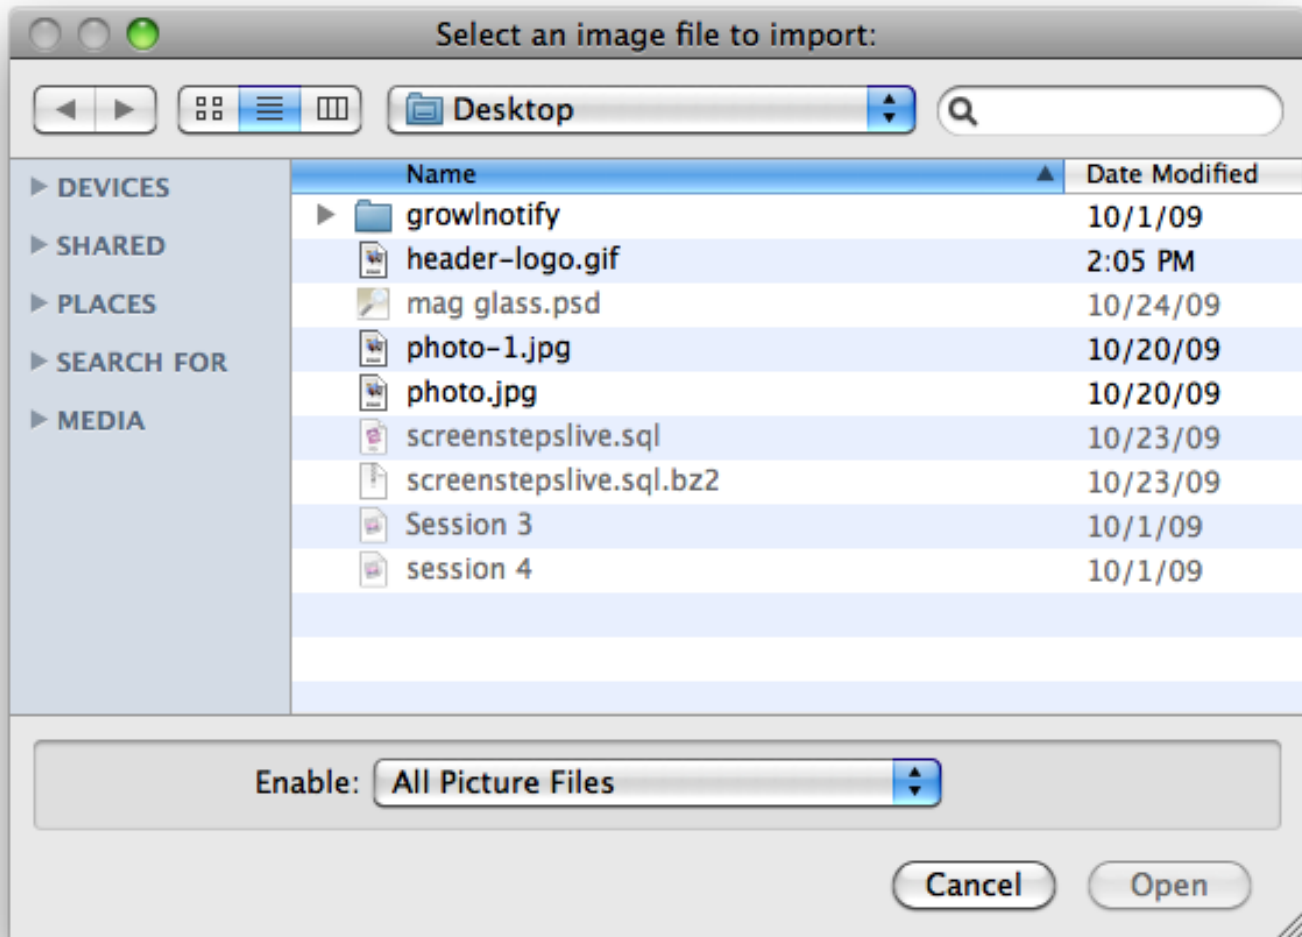 Select an image file to import:
Desktop
DEVICES
SHARED
PLACES
SEARCH FOR
MEDIA
Name Date Modified
growlnotify 10/1/09
header-logo.gif 2:05 PM
mag glass.psd 10/24/09
photo-1.jpg 10/20/09
photo.jpg 10/20/09
screenstepslive.sql 10/23/09
screenstepslive.sql.bz2 10/23/09
Session 3 10/1/09
session 4 10/1/09
Enable: All Picture Files
Cancel Open